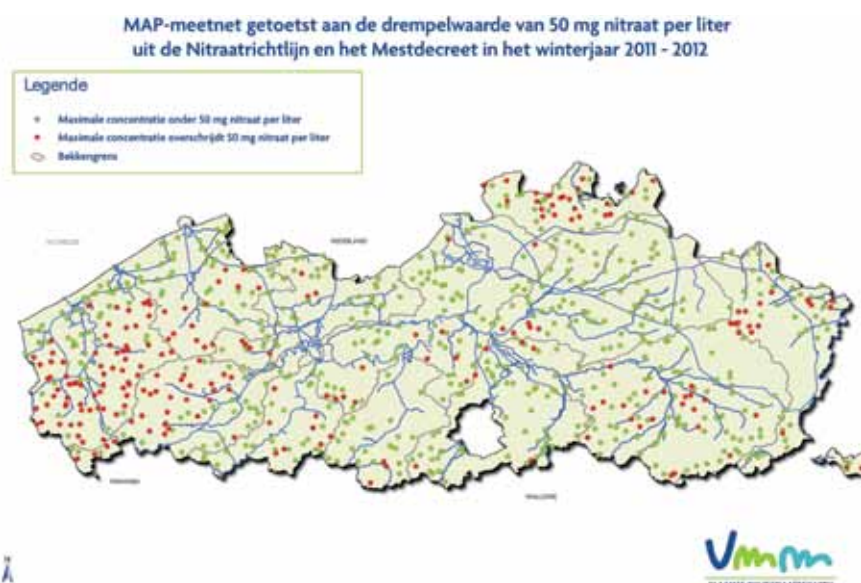 MAP-meetnet getoetst aan de drempelwaarde van 50 mg nitraat per liter
uit de Nitraatrichtlijn en het Mestdecreet in het winterjaar 2011 - 2012
Legende
Maximale concentratie onder 50 mg nitraat per liter
Maximale concentratie overschrijdt 50 mg nitraat per liter
Bekkengrens
NEDERLAND
WALLONIE
N
Vmm